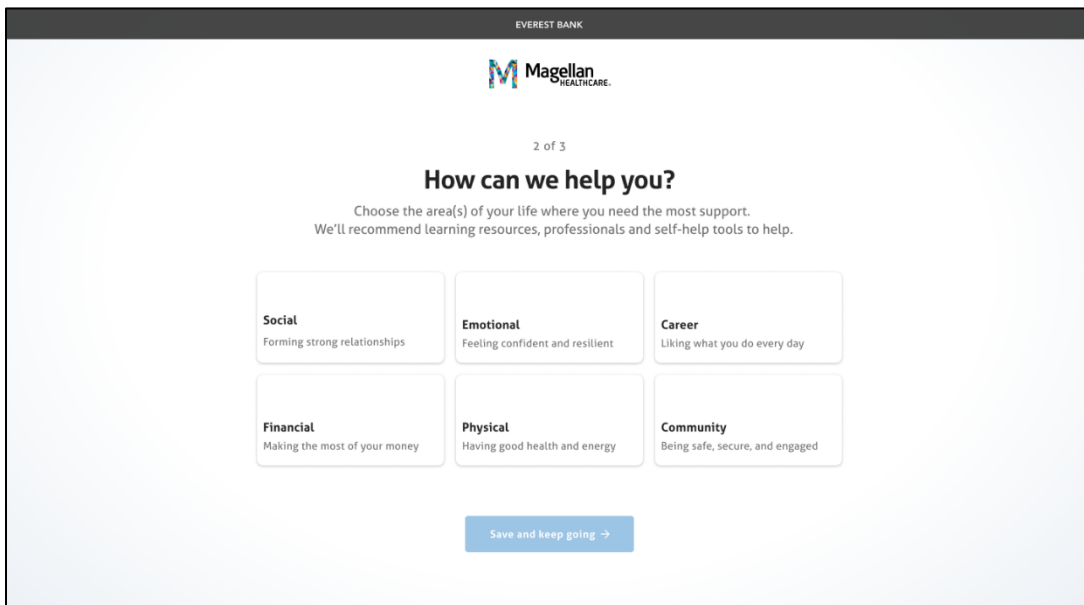 EVEREST BANK
Magellan
HEALTHCARE.
2 of 3
How can we help you?
Choose the area(s) of your life where you need the most support.
We'll recommend learning resources, professionals and self-help tools to help.
Social
Forming strong relationships
Emotional
Feeling confident and resilient
Career
Liking what you do every day
Financial
Making the most of your money
Physical
Having good health and energy
Community
Being safe, secure, and engaged
Save and keep going →